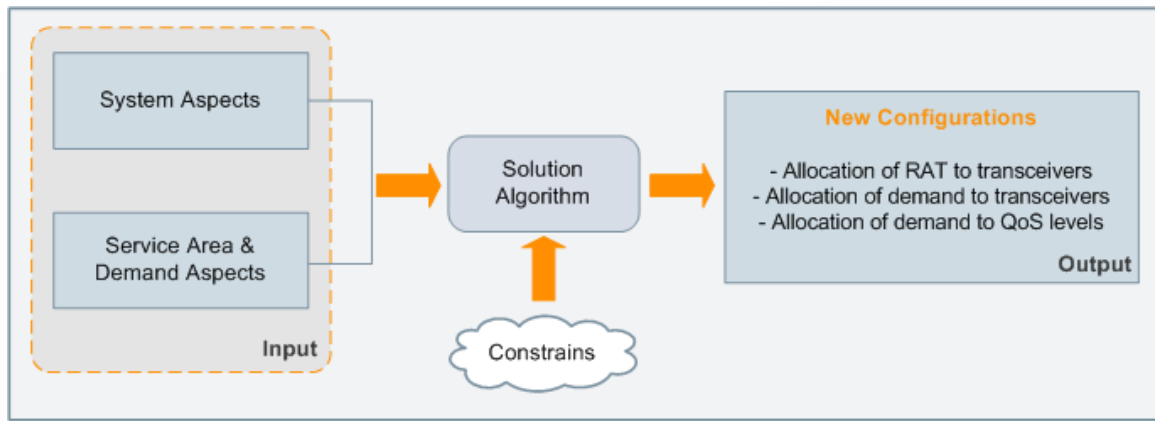 System Aspects
Service Area &
Demand Aspects
Input
Solution
Algorithm
Constrains
New Configurations
- Allocation of RAT to transceivers
- Allocation of demand to transceivers
- Allocation of demand to QoS levels
Output